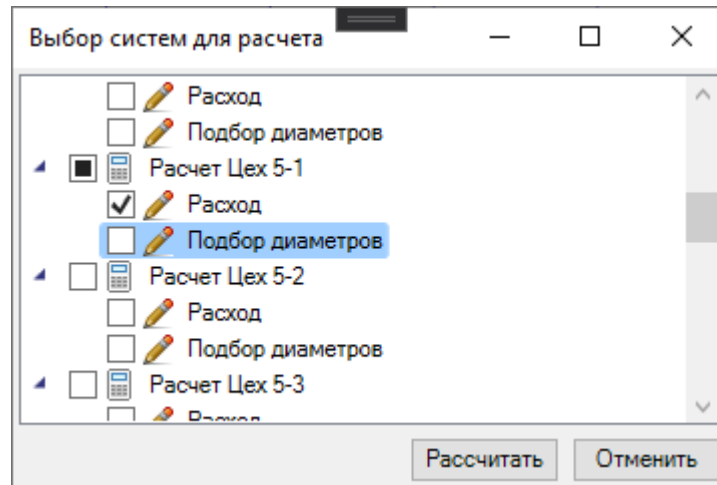 Выбор систем для расчета
Расход
Подбор диаметров
Расчет Цех 5-1
Расход
Подбор диаметров
Расчет Цех 5-2
Расход
Подбор диаметров
Расчет Цех 5-3
Расход
Рассчитать Отменить